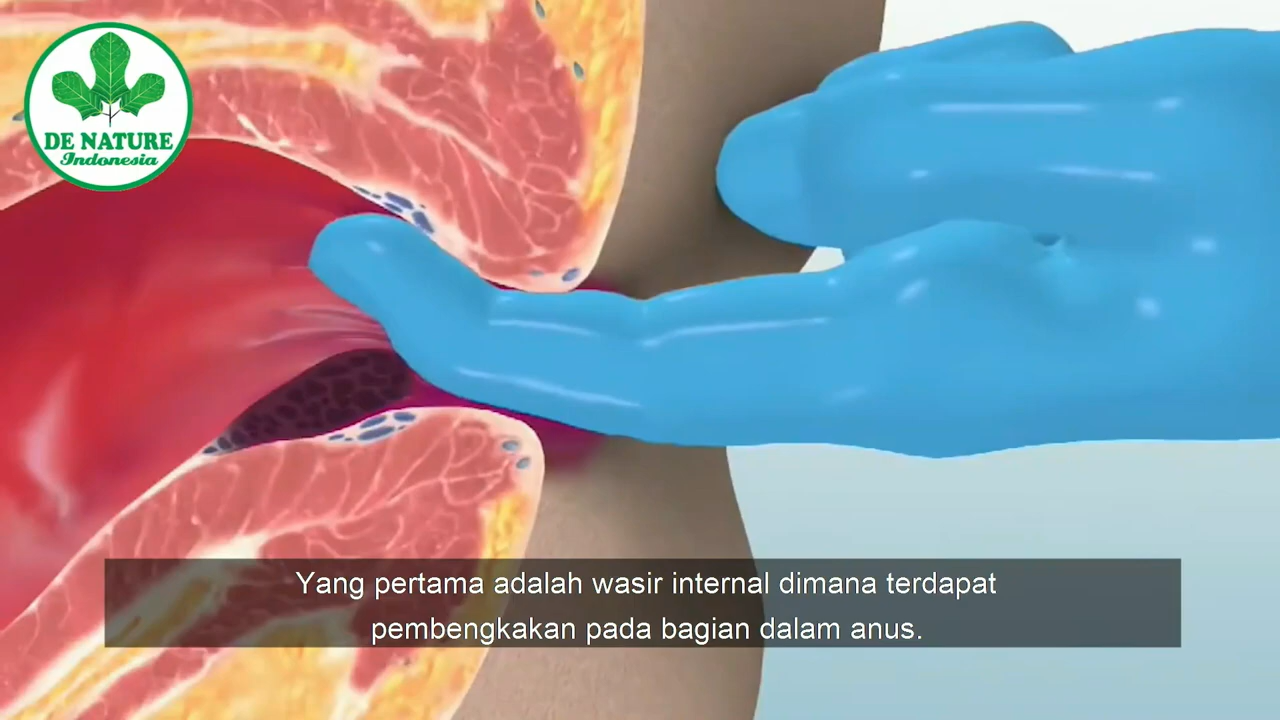 DE NATURE
Indonesia
Yang pertama adalah wasir internal dimana terdapat
pembengkakan pada bagian dalam anus.